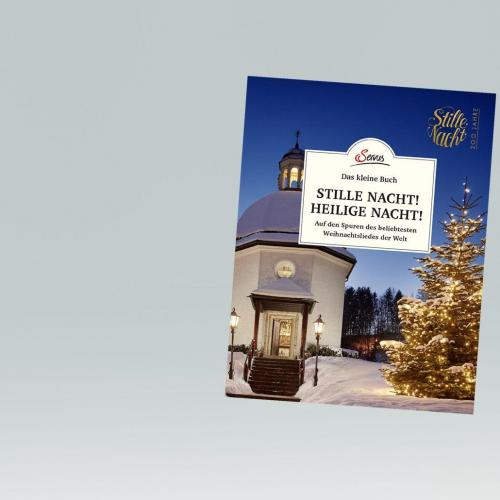 Stille
Nacht
200 JAHRE
Servus
Das kleine Buch
STILLE NACHT!
HEILIGE NACHT!
Auf den Spuren des beliebtesten
Weihnachtsliedes der Welt